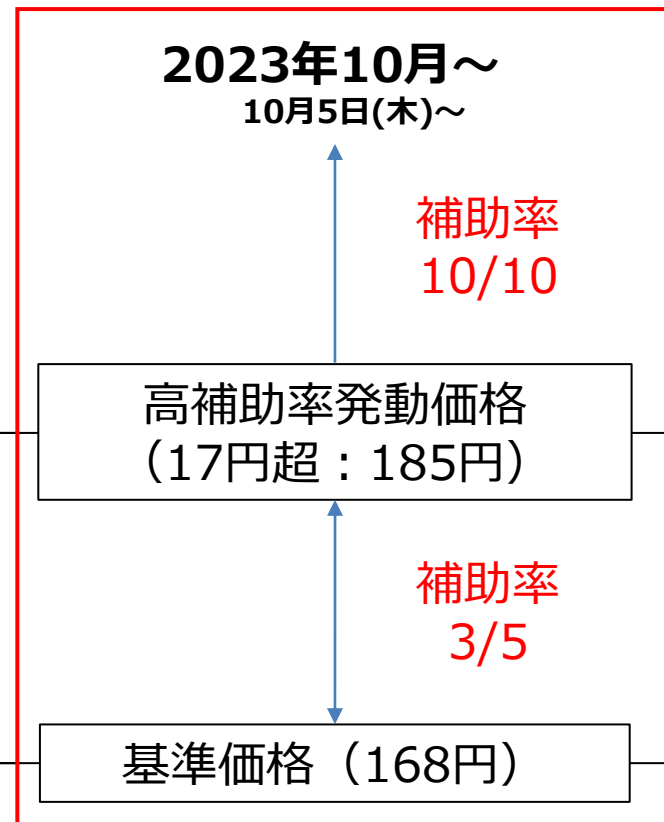 2023年10月～
10月5日(木)～
補助率
10/10
高補助率発動価格
（17円超：185円）
補助率
3/5
基準価格（168円）